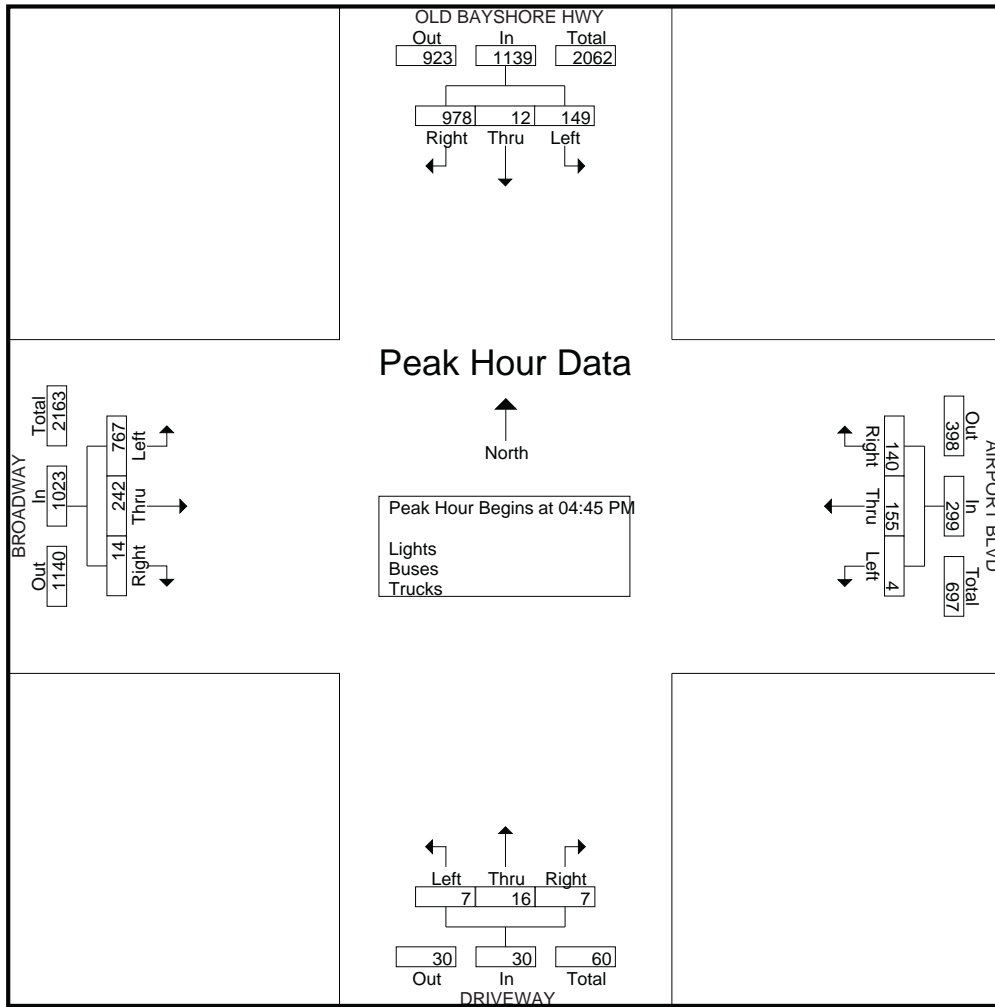 OLD BAYSHORE HWY
Out In Total
923 1139 2062
978 12 149
Right Thru Left
Peak Hour Data
North
Peak Hour Begins at 04:45 PM
Lights
Buses
Trucks
BROADWAY
Out In Total
1140 1023 2163
14 242 767
Right Thru Left
AIRPORT BLVD
Out In Total
398 299 697
140 155 4
Right Thru Left
Left Thru Right
7 16 7
30 30 60
Out In Total
DRIVEWAY